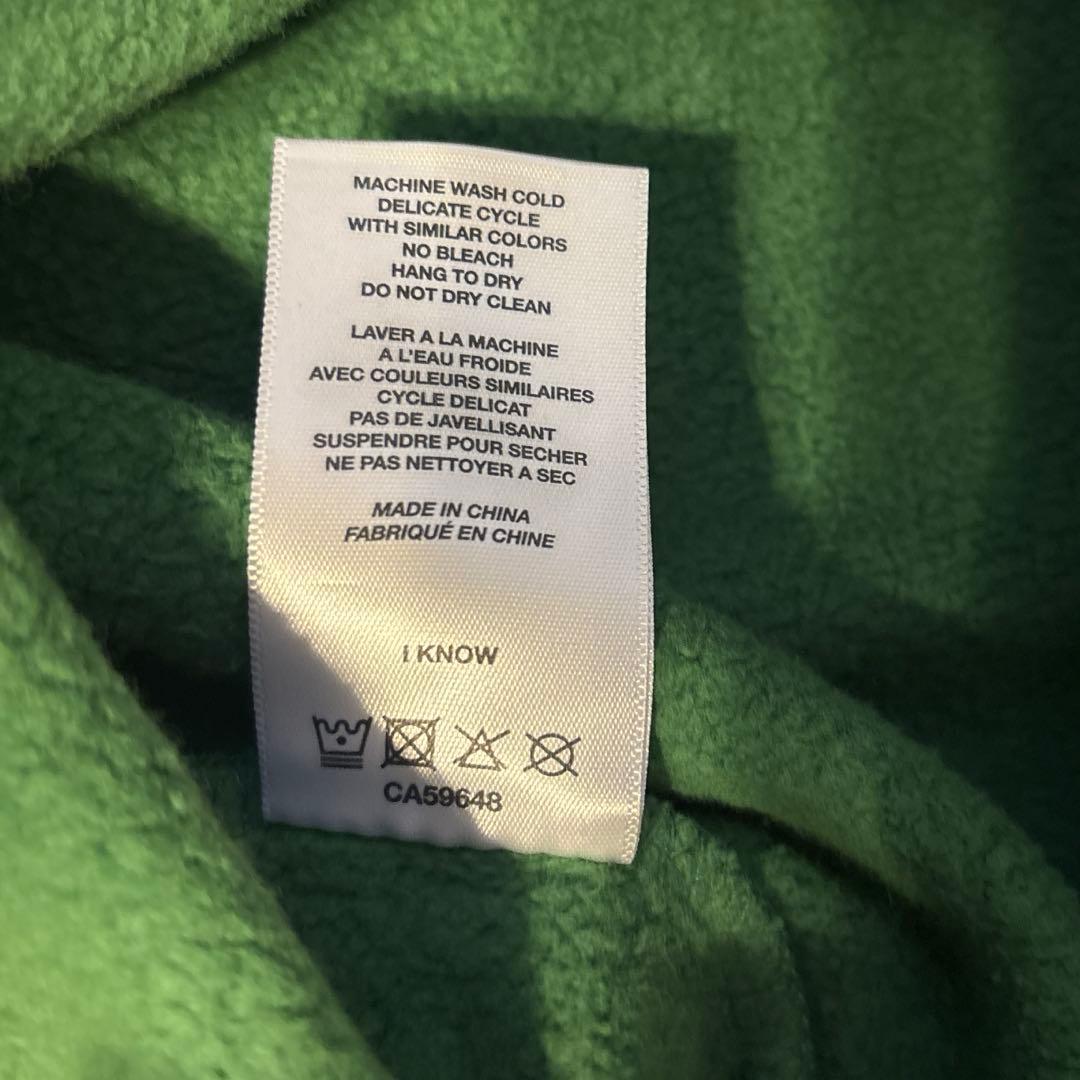 MACHINE WASH COLD
DELICATE CYCLE
WITH SIMILAR COLORS
NO BLEACH
HANG TO DRY
DO NOT DRY CLEAN
LAVER A LA MACHINE
A L'EAU FROIDE
AVEC COULEURS SIMILAIRES
CYCLE DELICAT
PAS DE JAVELLISANT
SUSPENDRE POUR SECHER
NE PAS NETTOYER A SEC
MADE IN CHINA
FABRIQUÉ EN CHINE
I KNOW
CA59648